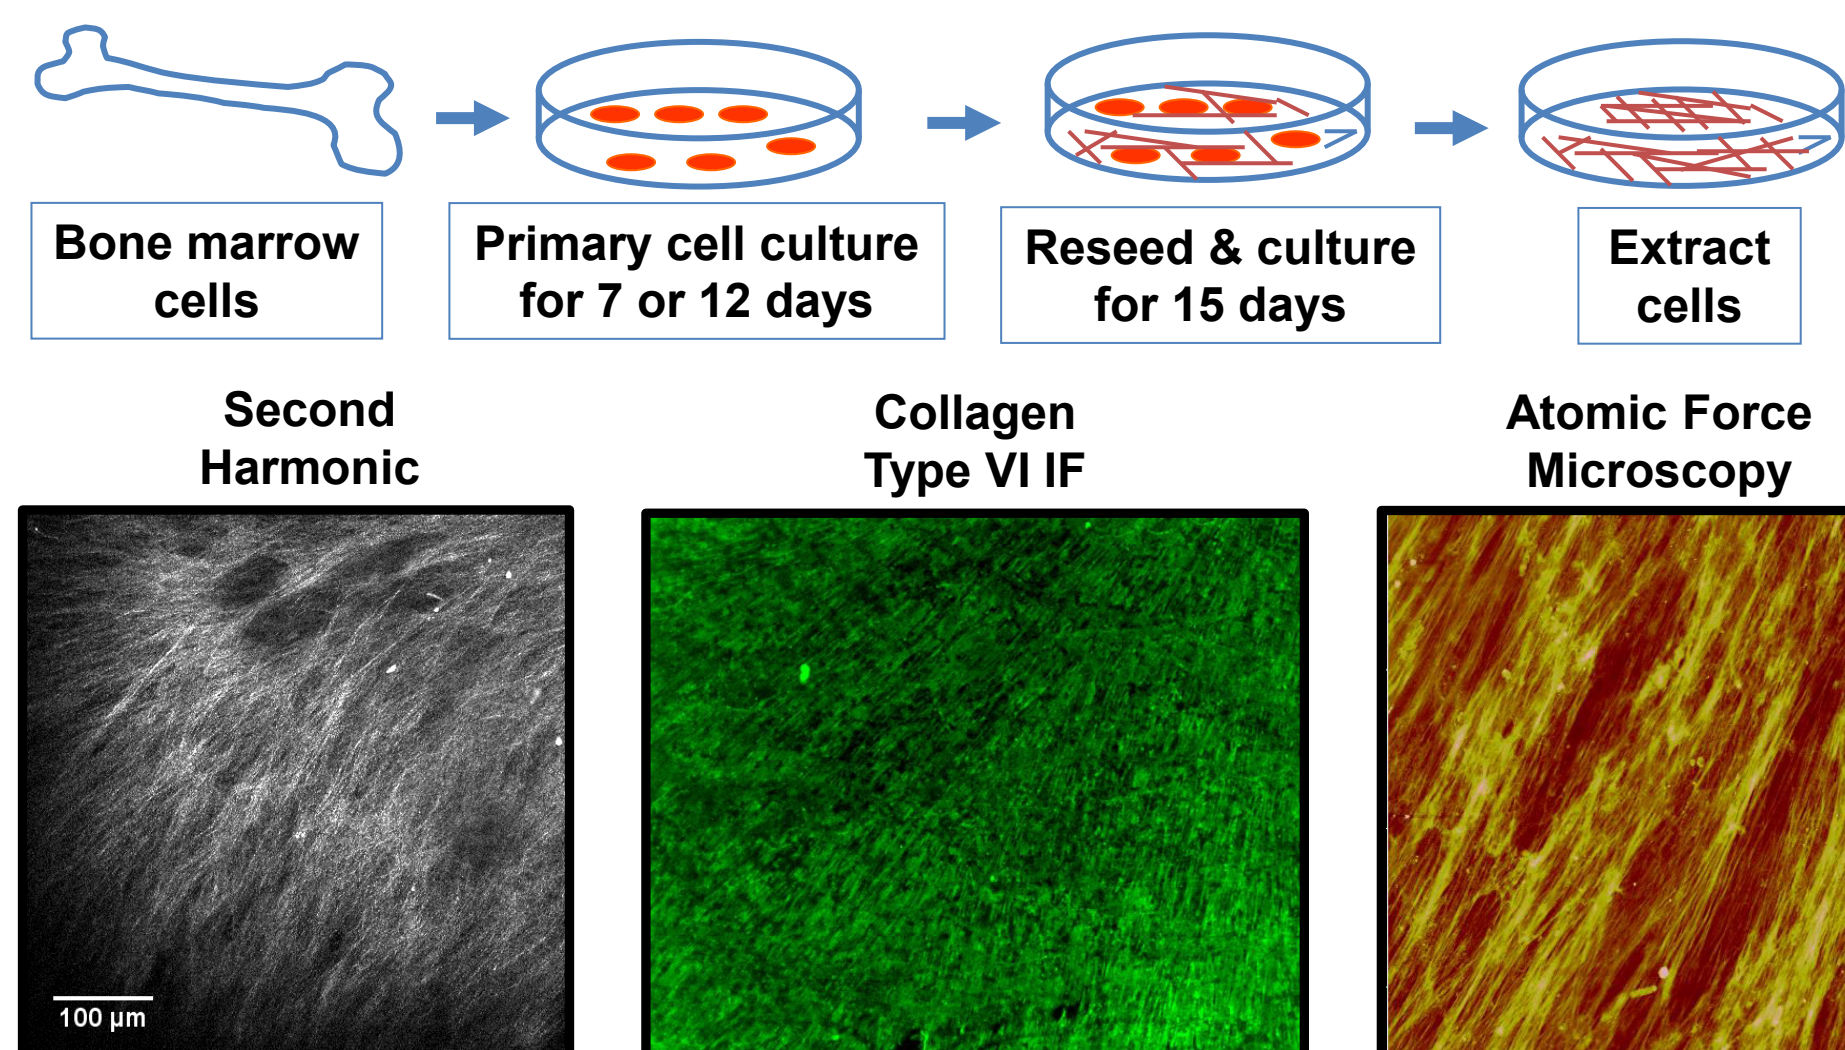 Bone marrow
cells
Primary cell culture
for 7 or 12 days
Reseed & culture
for 15 days
Extract
cells
Second
Harmonic
Collagen
Type VI IF
Atomic Force
Microscopy
100 µm